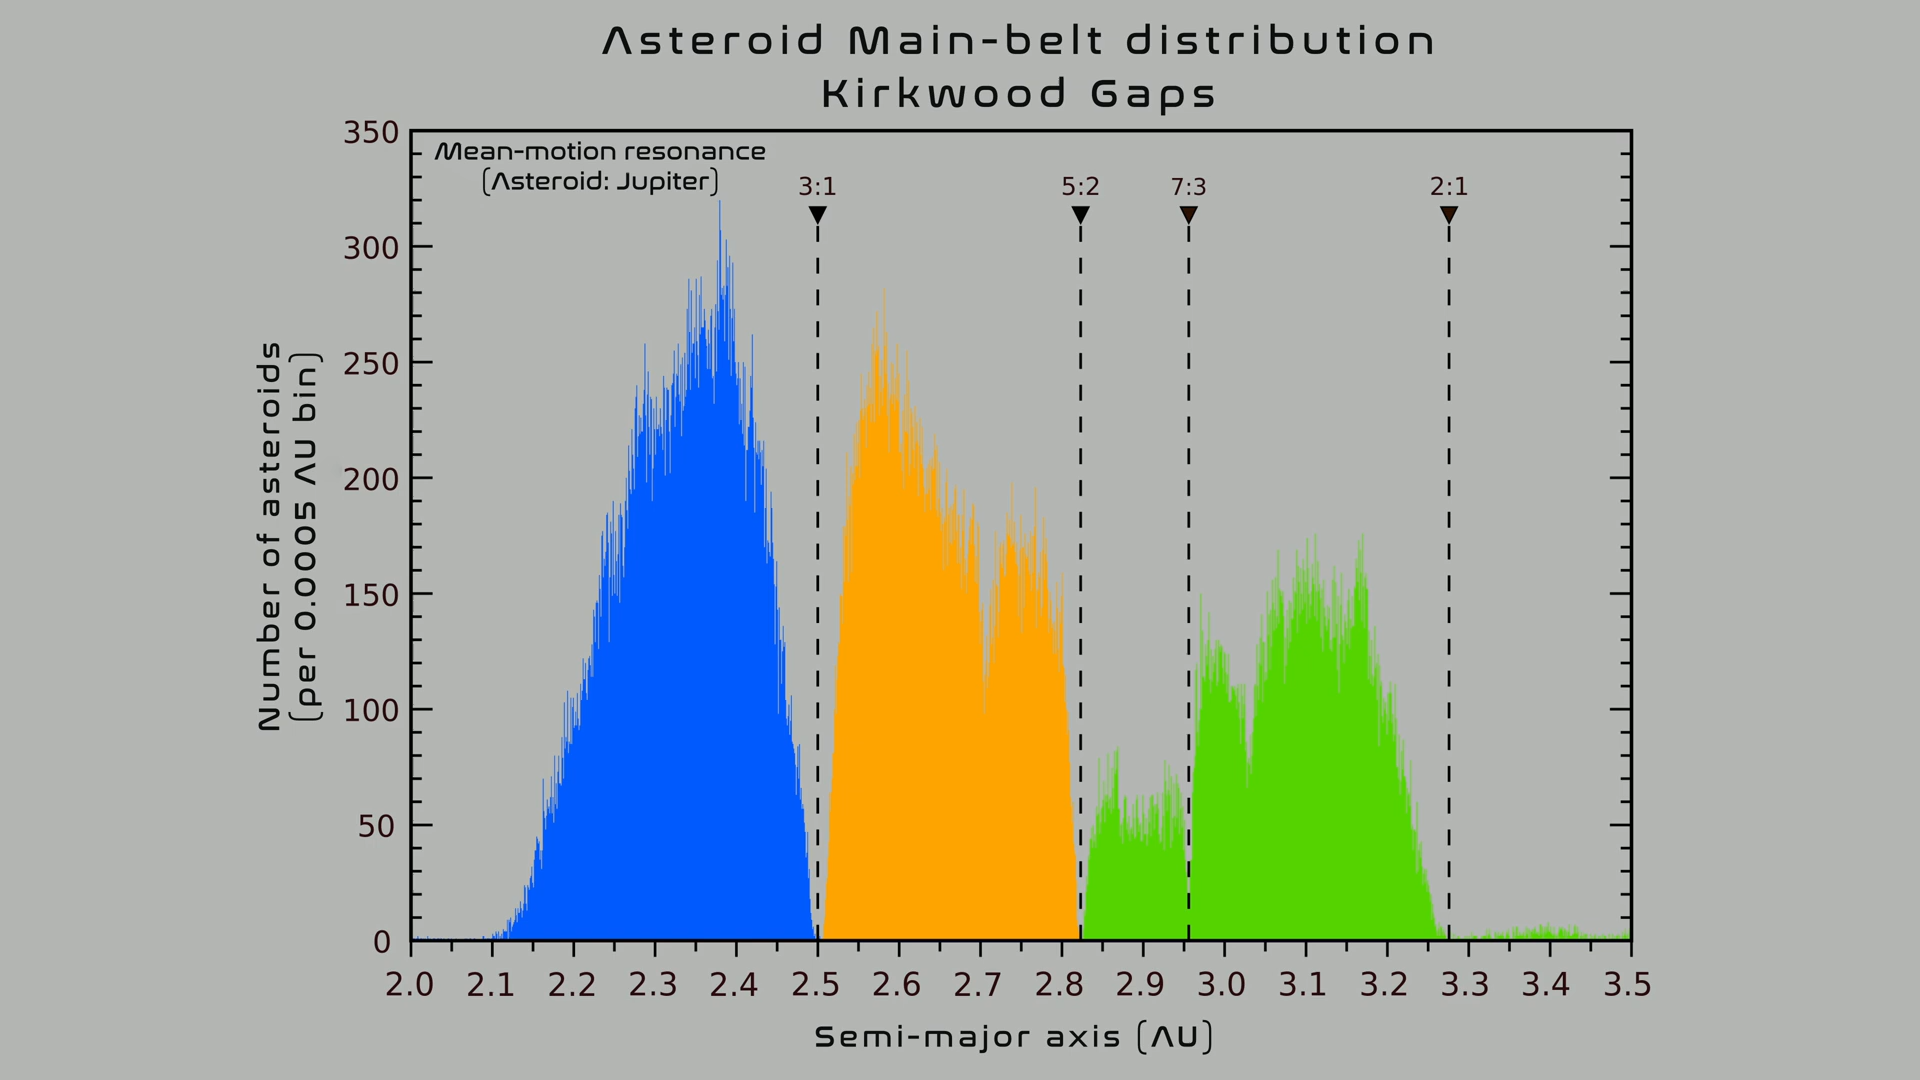 Asteroid Main-belt distribution
Kirkwood Gaps
Mean-motion resonance
(Asteroid: Jupiter)
3:1
5:2
7:3
2:1
350
300
250
200
150
100
50
0
Number of asteroids
(per 0.0005 AU bin)
2.0 2.1 2.2 2.3 2.4 2.5 2.6 2.7 2.8 2.9 3.0 3.1 3.2 3.3 3.4 3.5
Semi-major axis (AU)